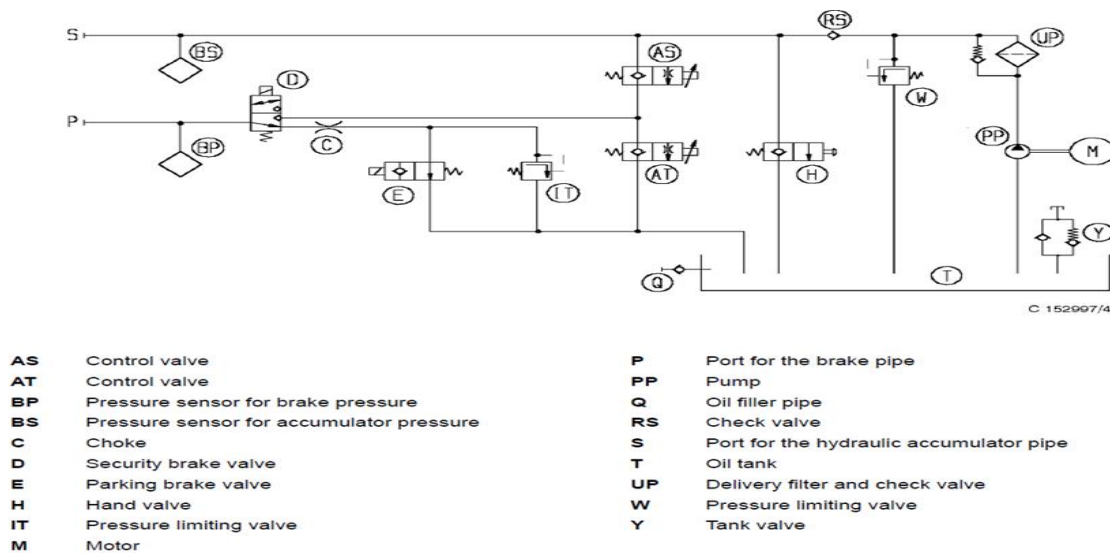 S
BS
D
AS
RS
UP
W
P
BP
C
E
IT
AT
H
PP
M
Y
Q
T
C 152997/4
AS Control valve
AT Control valve
BP Pressure sensor for brake pressure
BS Pressure sensor for accumulator pressure
C Choke
D Security brake valve
E Parking brake valve
H Hand valve
IT Pressure limiting valve
M Motor
P Port for the brake pipe
PP Pump
Q Oil filler pipe
RS Check valve
S Port for the hydraulic accumulator pipe
T Oil tank
UP Delivery filter and check valve
W Pressure limiting valve
Y Tank valve